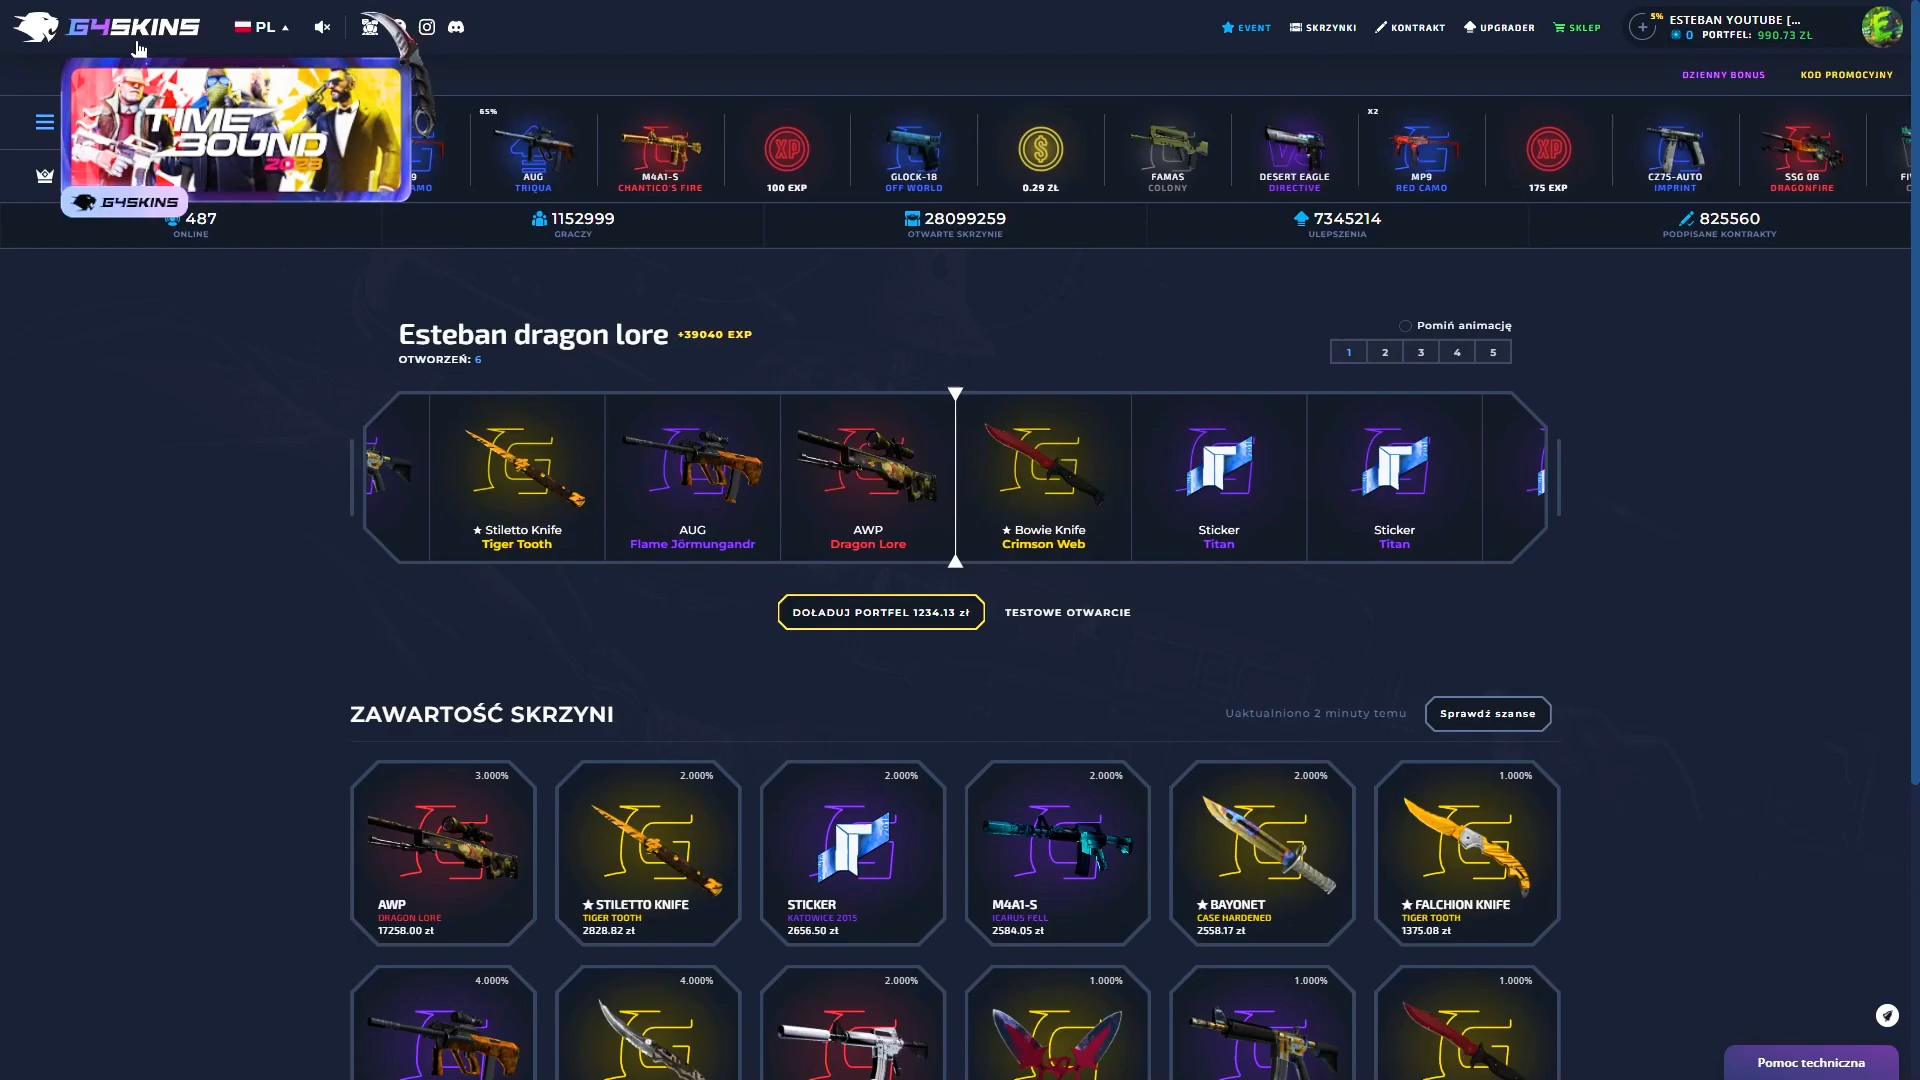 G4SKINS
PL
EVENT
SKRZYNKI
KONTRAKT
UPGRADER
SKLEP
5%
ESTEBAN YOUTUBE [...
0 PORTFEL: 990.73 ZŁ
DZIENNY BONUS
KOD PROMOCYJNY
TIME
BOUND
2023
G4SKINS
9
AMO
65%
AUG
TRIQUA
M4A1-S
CHANTICO'S FIRE
XP
100 EXP
GLOCK-18
OFF WORLD
$
0.29 ZŁ
FAMAS
COLONY
DESERT EAGLE
DIRECTIVE
X2
MP9
RED CAMO
XP
175 EXP
CZ75-AUTO
IMPRINT
SSG 08
DRAGONFIRE
487
ONLINE
1152999
GRACZY
28099259
OTWARTE SKRZYNIE
7345214
ULEPSZENIA
825560
PODPISANE KONTRAKTY
Esteban dragon lore +39040 EXP
OTWORZEŃ: 6
Pomiń animację
1 2 3 4 5
★ Stiletto Knife
Tiger Tooth
AUG
Flame Jörmungandr
AWP
Dragon Lore
★ Bowie Knife
Crimson Web
Sticker
Titan
Sticker
Titan
DOŁADUJ PORTFEL 1234.13 zł
TESTOWE OTWARCIE
ZAWARTOŚĆ SKRZYNI
Uaktualniono 2 minuty temu
Sprawdź szanse
3.000%
AWP
DRAGON LORE
17258.00 zł
2.000%
★ STILETTO KNIFE
TIGER TOOTH
2828.82 zł
2.000%
STICKER
KATOWICE 2015
2656.50 zł
2.000%
M4A1-S
ICARUS FELL
2584.05 zł
2.000%
★ BAYONET
CASE HARDENED
2558.17 zł
1.000%
★ FALCHION KNIFE
TIGER TOOTH
1375.08 zł
4.000%
4.000%
2.000%
1.000%
1.000%
1.000%
Pomoc techniczna